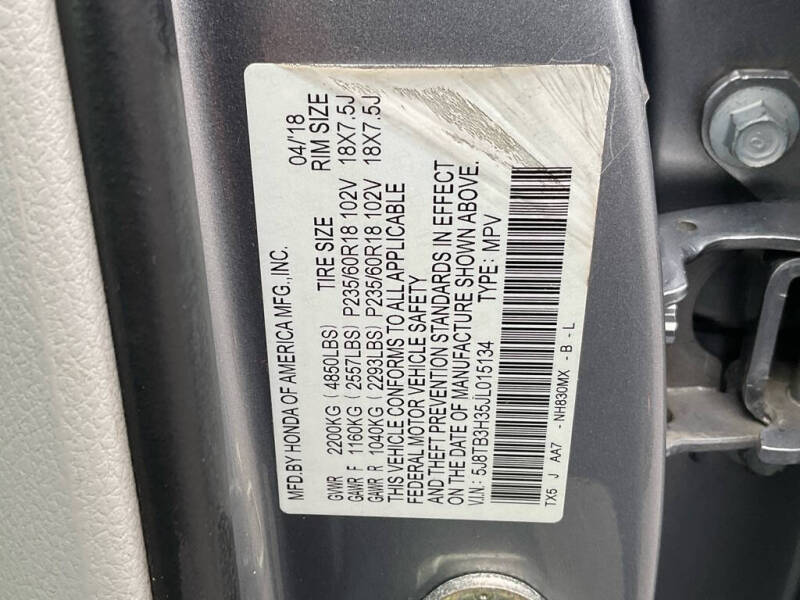 MFD.BY HONDA OF AMERICA MFG.,INC. 04/'18
TIRE SIZE RIM SIZE
GVWR 2200KG (4850LBS)
GAWR F 1160KG (2557LBS) P235/60R18 102V 18X7.5J
GAWR R 1040KG (2293LBS) P235/60R18 102V 18X7.5J
THIS VEHICLE CONFORMS TO ALL APPLICABLE
FEDERAL MOTOR VEHICLE SAFETY
AND THEFT PREVENTION STANDARDS IN EFFECT
ON THE DATE OF MANUFACTURE SHOWN ABOVE.
V.I.N.: 5J8TB3H35JL015134 TYPE: MPV
TX5 J AA7 - NH830MX - B - L